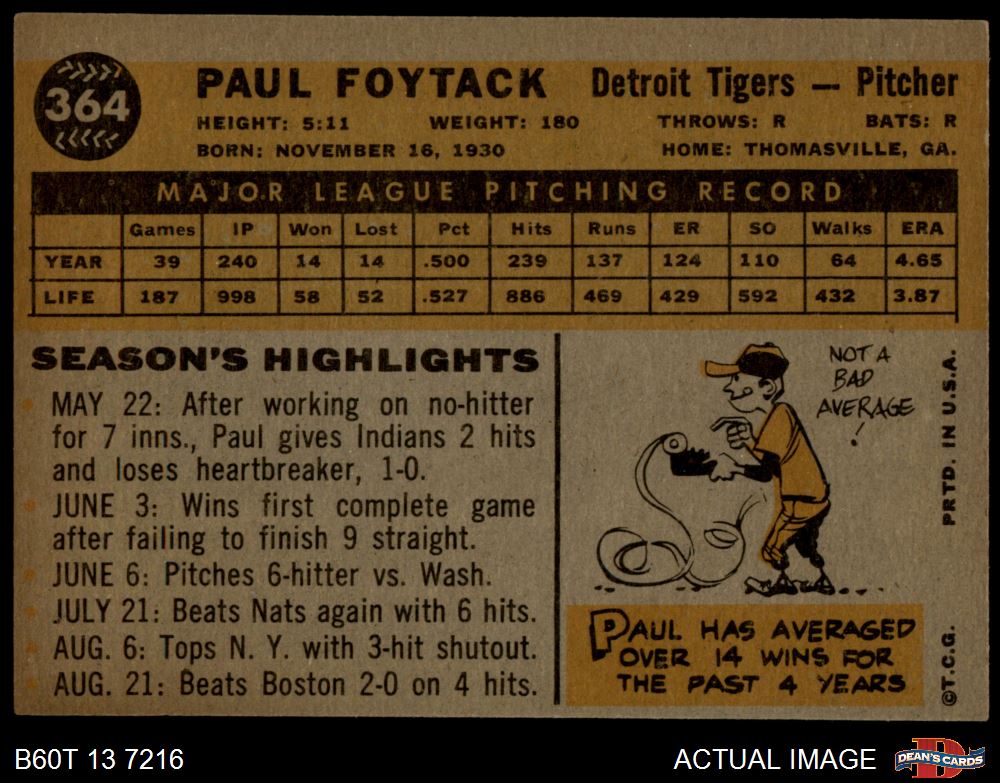 364
PAUL FOYTACK Detroit Tigers — Pitcher
HEIGHT: 5:11 WEIGHT: 180 THROWS: R BATS: R
BORN: NOVEMBER 16, 1930 HOME: THOMASVILLE, GA.
MAJOR LEAGUE PITCHING RECORD
Games IP Won Lost Pct Hits Runs ER SO Walks ERA
YEAR 39 240 14 14 .500 239 137 124 110 64 4.65
LIFE 187 998 58 52 .527 886 469 429 592 432 3.87
SEASON'S HIGHLIGHTS
MAY 22: After working on no-hitter
for 7 inns., Paul gives Indians 2 hits
and loses heartbreaker, 1-0.
JUNE 3: Wins first complete game
after failing to finish 9 straight.
JUNE 6: Pitches 6-hitter vs. Wash.
JULY 21: Beats Nats again with 6 hits.
AUG. 6: Tops N. Y. with 3-hit shutout.
AUG. 21: Beats Boston 2-0 on 4 hits.
NOT A
BAD
AVERAGE
!
PAUL HAS AVERAGED
OVER 14 WINS FOR
THE PAST 4 YEARS
PRTD. IN U.S.A.
©T.C.G.
B60T 13 7216 ACTUAL IMAGE
D
DEAN'S CARDS